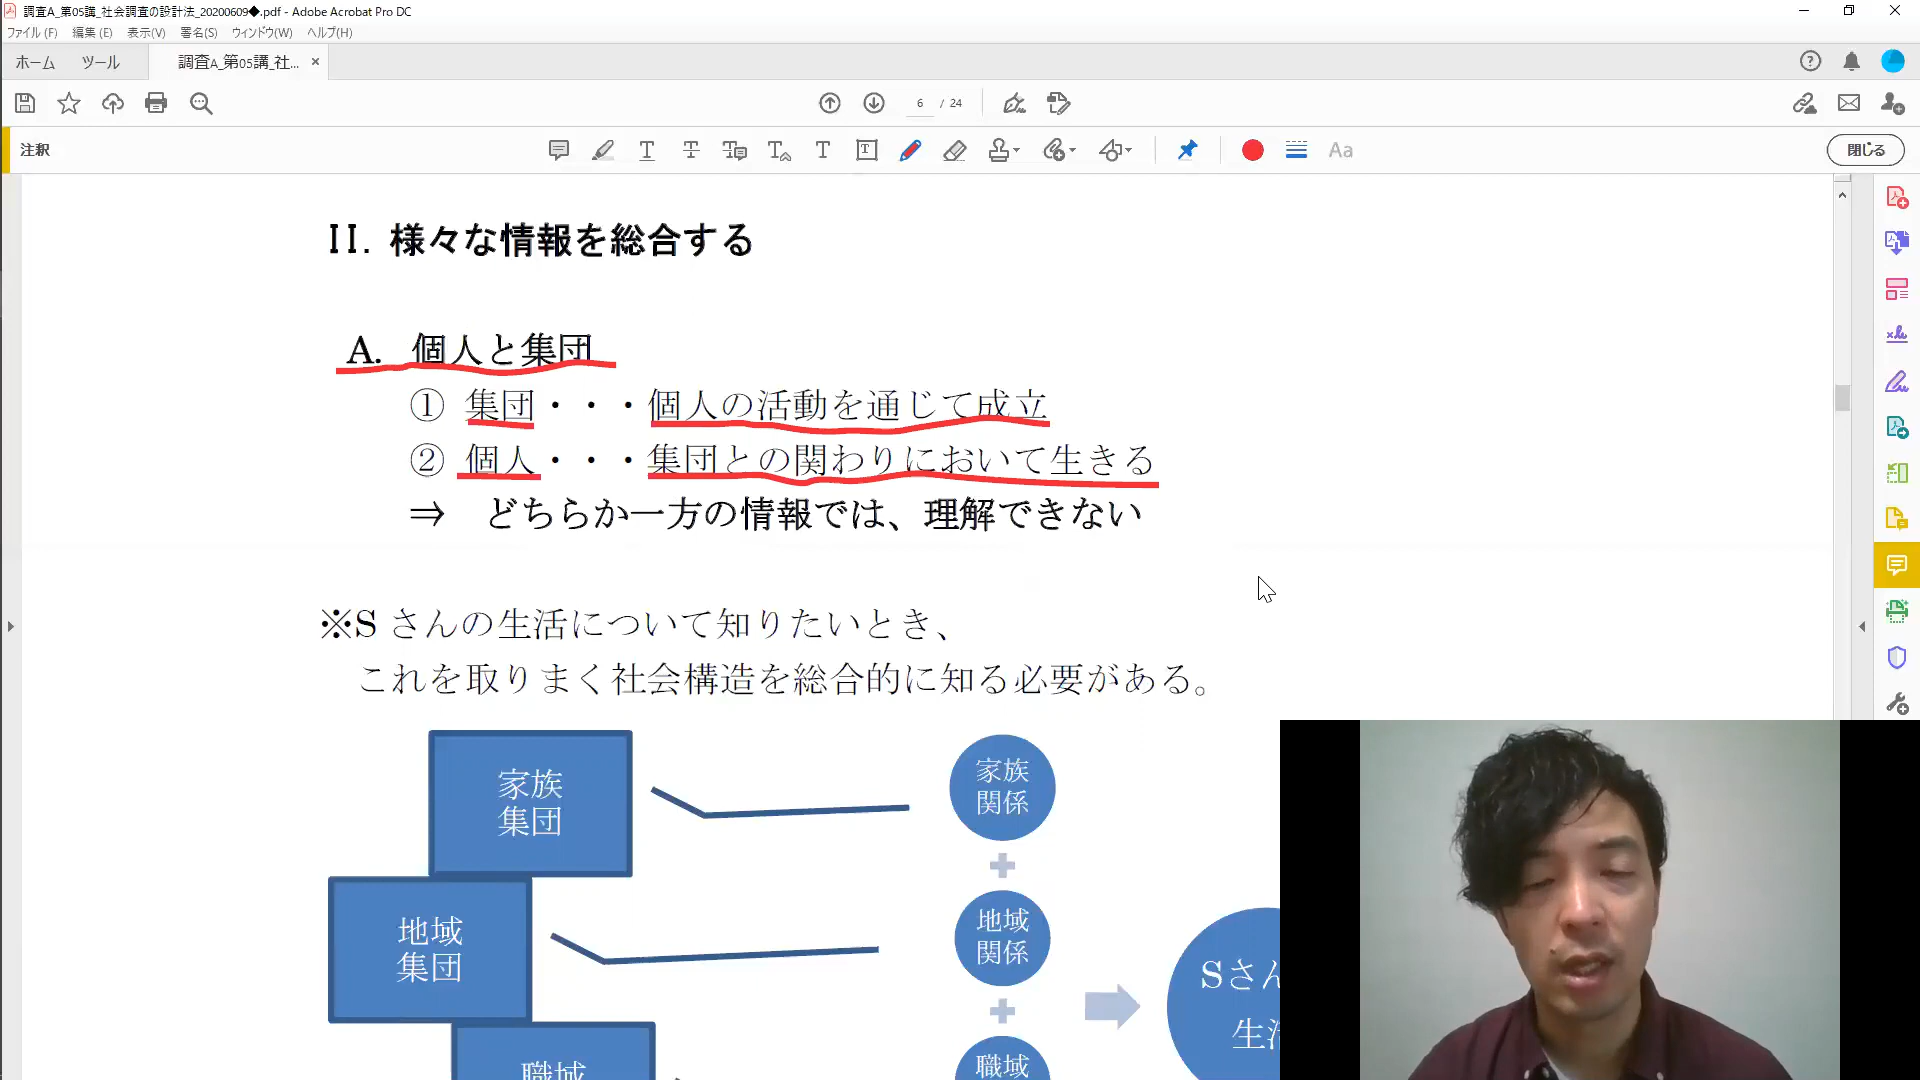 調査A_第05講_社会調査の設計法_20200609◆.pdf - Adobe Acrobat Pro DC
ファイル(F) 編集(E) 表示(V) 署名(S) ウィンドウ(W) ヘルプ(H)
ホーム ツール 調査A_第05講_社... ×
6 / 24
注釈
Aa
閉じる
II. 様々な情報を総合する
A. 個人と集団
① 集団・・・個人の活動を通じて成立
② 個人・・・集団との関わりにおいて生きる
⇒ どちらか一方の情報では、理解できない
※S さんの生活について知りたいとき、
これを取りまく社会構造を総合的に知る必要がある。
家族
集団
家族
関係
地域
集団
地域
関係
Sさん
生活
職域
職域